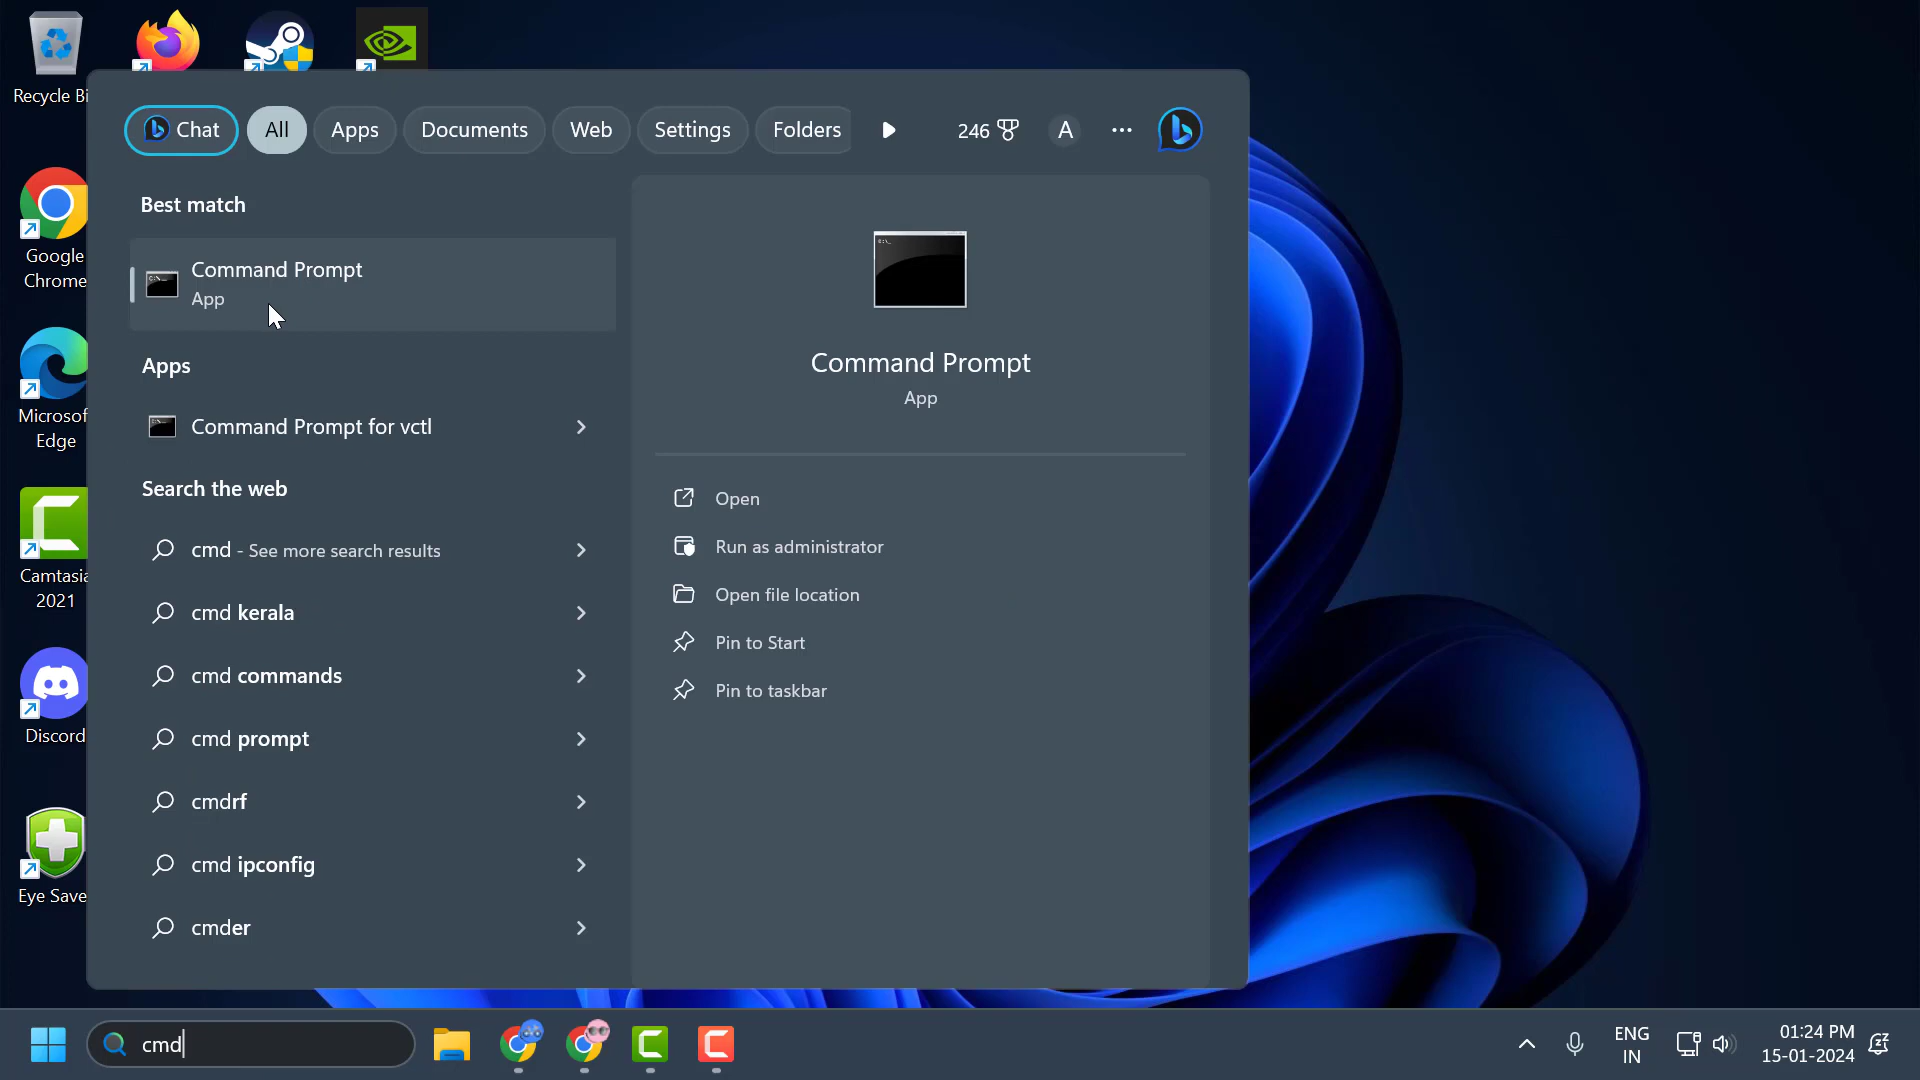 Recycle Bi
Chat
All
Apps
Documents
Web
Settings
Folders
246
A
Best match
Command Prompt
App
Apps
Command Prompt for vctl
Search the web
cmd - See more search results
cmd kerala
cmd commands
cmd prompt
cmdrf
cmd ipconfig
cmder
Command Prompt
App
Open
Run as administrator
Open file location
Pin to Start
Pin to taskbar
Google
Chrome
Microsof
Edge
Camtasia
2021
Discord
Eye Save
cmd
ENG
IN
01:24 PM
15-01-2024